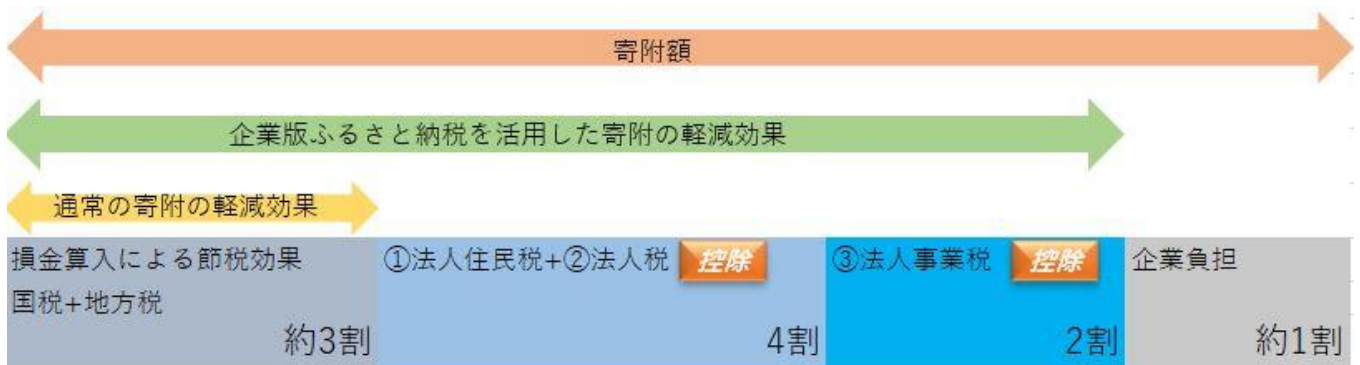 寄附額
企業版ふるさと納税を活用した寄附の軽減効果
通常の寄附の軽減効果
損金算入による節税効果
国税+地方税
約3割
①法人住民税+②法人税 控除
4割
③法人事業税 控除
2割
企業負担
約1割